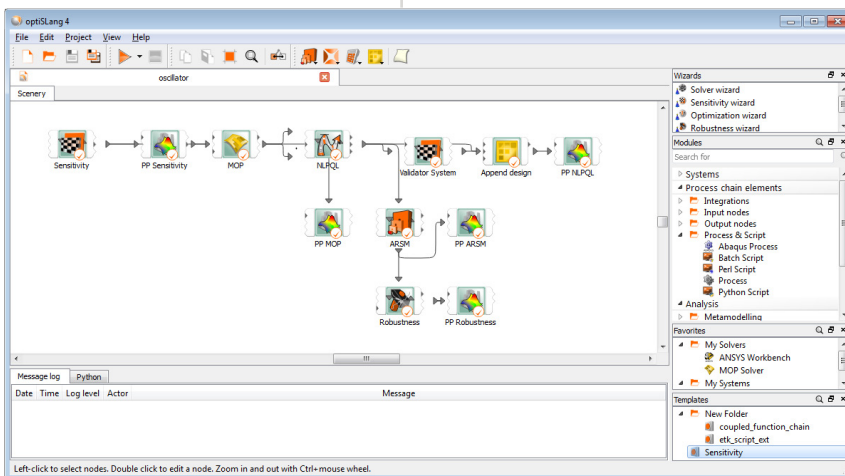 optiSLang 4
File Edit Project View Help
oscilator
Scenery
Sensitivity
PP Sensitivity
MOP
NLPQL
Validator System
Append design
PP NLPQL
PP MOP
ARSM
PP ARSM
Robustness
PP Robustness
Wizards
Solver wizard
Sensitivity wizard
Optimization wizard
Robustness wizard
Modules
Search for
Systems
Process chain elements
Integrations
Input nodes
Output nodes
Process & Script
Abaqus Process
Batch Script
Perl Script
Process
Python Script
Analysis
Metamodelling
Favorites
My Solvers
ANSYS Workbench
MOP Solver
My Systems
Templates
New Folder
coupled_function_chain
etk_script_ext
Sensitivity
Message log Python
Date Time Log level Actor Message
Left-click to select nodes. Double click to edit a node. Zoom in and out with Ctrl+mouse wheel.